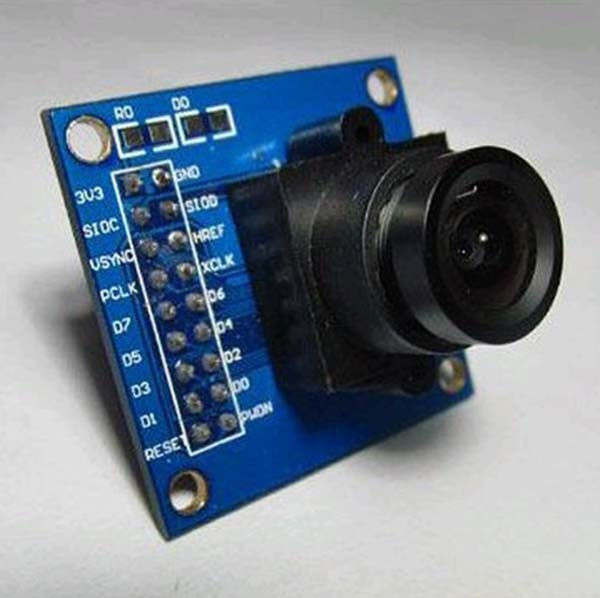 R0 D0
3V3 GND
SIOC SIOD
VSYNC HREF
PCLK XCLK
D7 D6
D5 D4
D3 D2
D1 D0
RESET PWDN